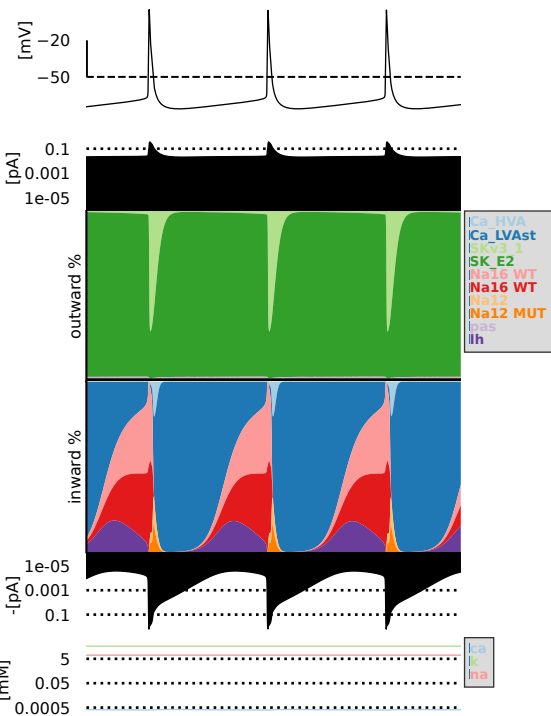 [mV]
−20
−50
[pA]
0.1
0.001
1e-05
outward %
Ca_HVA
Ca_LVAst
SKv3_1
SK_E2
Na16 WT
Na16 WT
Na12
Na12 MUT
pas
Ih
inward %
-[pA]
1e-05
0.001
0.1
[mM]
5
0.05
0.0005
ca
k
na